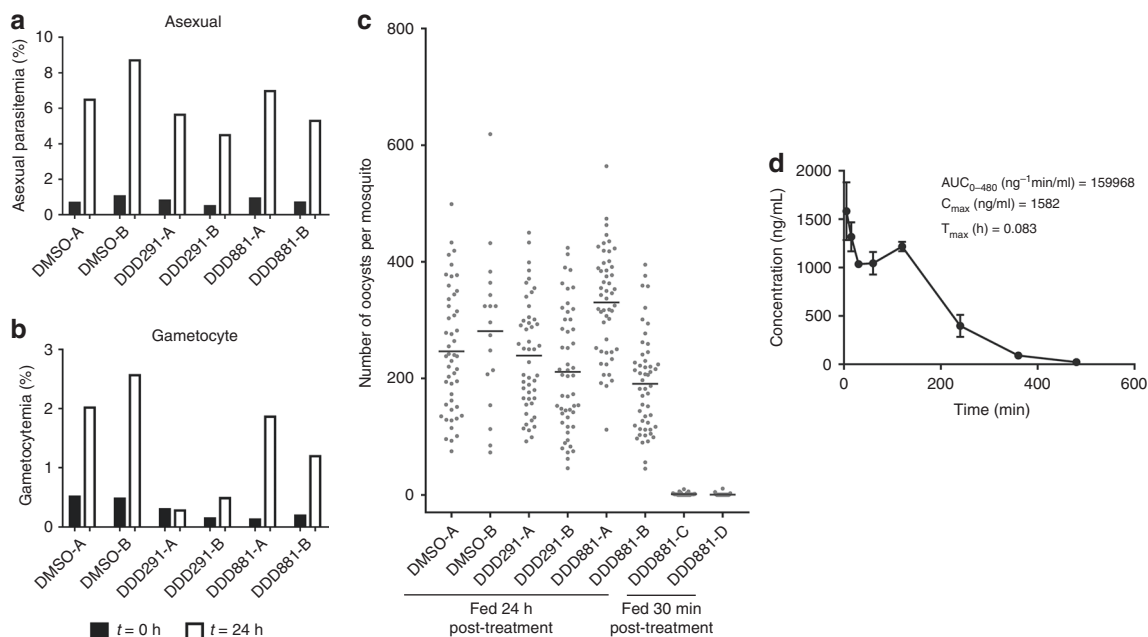 a
Asexual
Asexual parasitemia (%)
10
8
6
4
2
0
DMSO-A
DMSO-B
DDD291-A
DDD291-B
DDD881-A
DDD881-B
b
Gametocyte
Gametocytemia (%)
3
2
1
0
DMSO-A
DMSO-B
DDD291-A
DDD291-B
DDD881-A
DDD881-B
t = 0 h
t = 24 h
c
Number of oocysts per mosquito
800
600
400
200
0
DMSO-A
DMSO-B
DDD291-A
DDD291-B
DDD881-A
DDD881-B
DDD881-C
DDD881-D
Fed 24 h
post-treatment
Fed 30 min
post-treatment
d
Concentration (ng/mL)
2000
1500
1000
500
0
AUC0–480 (ng−1min/ml) = 159968
Cmax (ng/ml) = 1582
Tmax (h) = 0.083
0
200
400
600
Time (min)